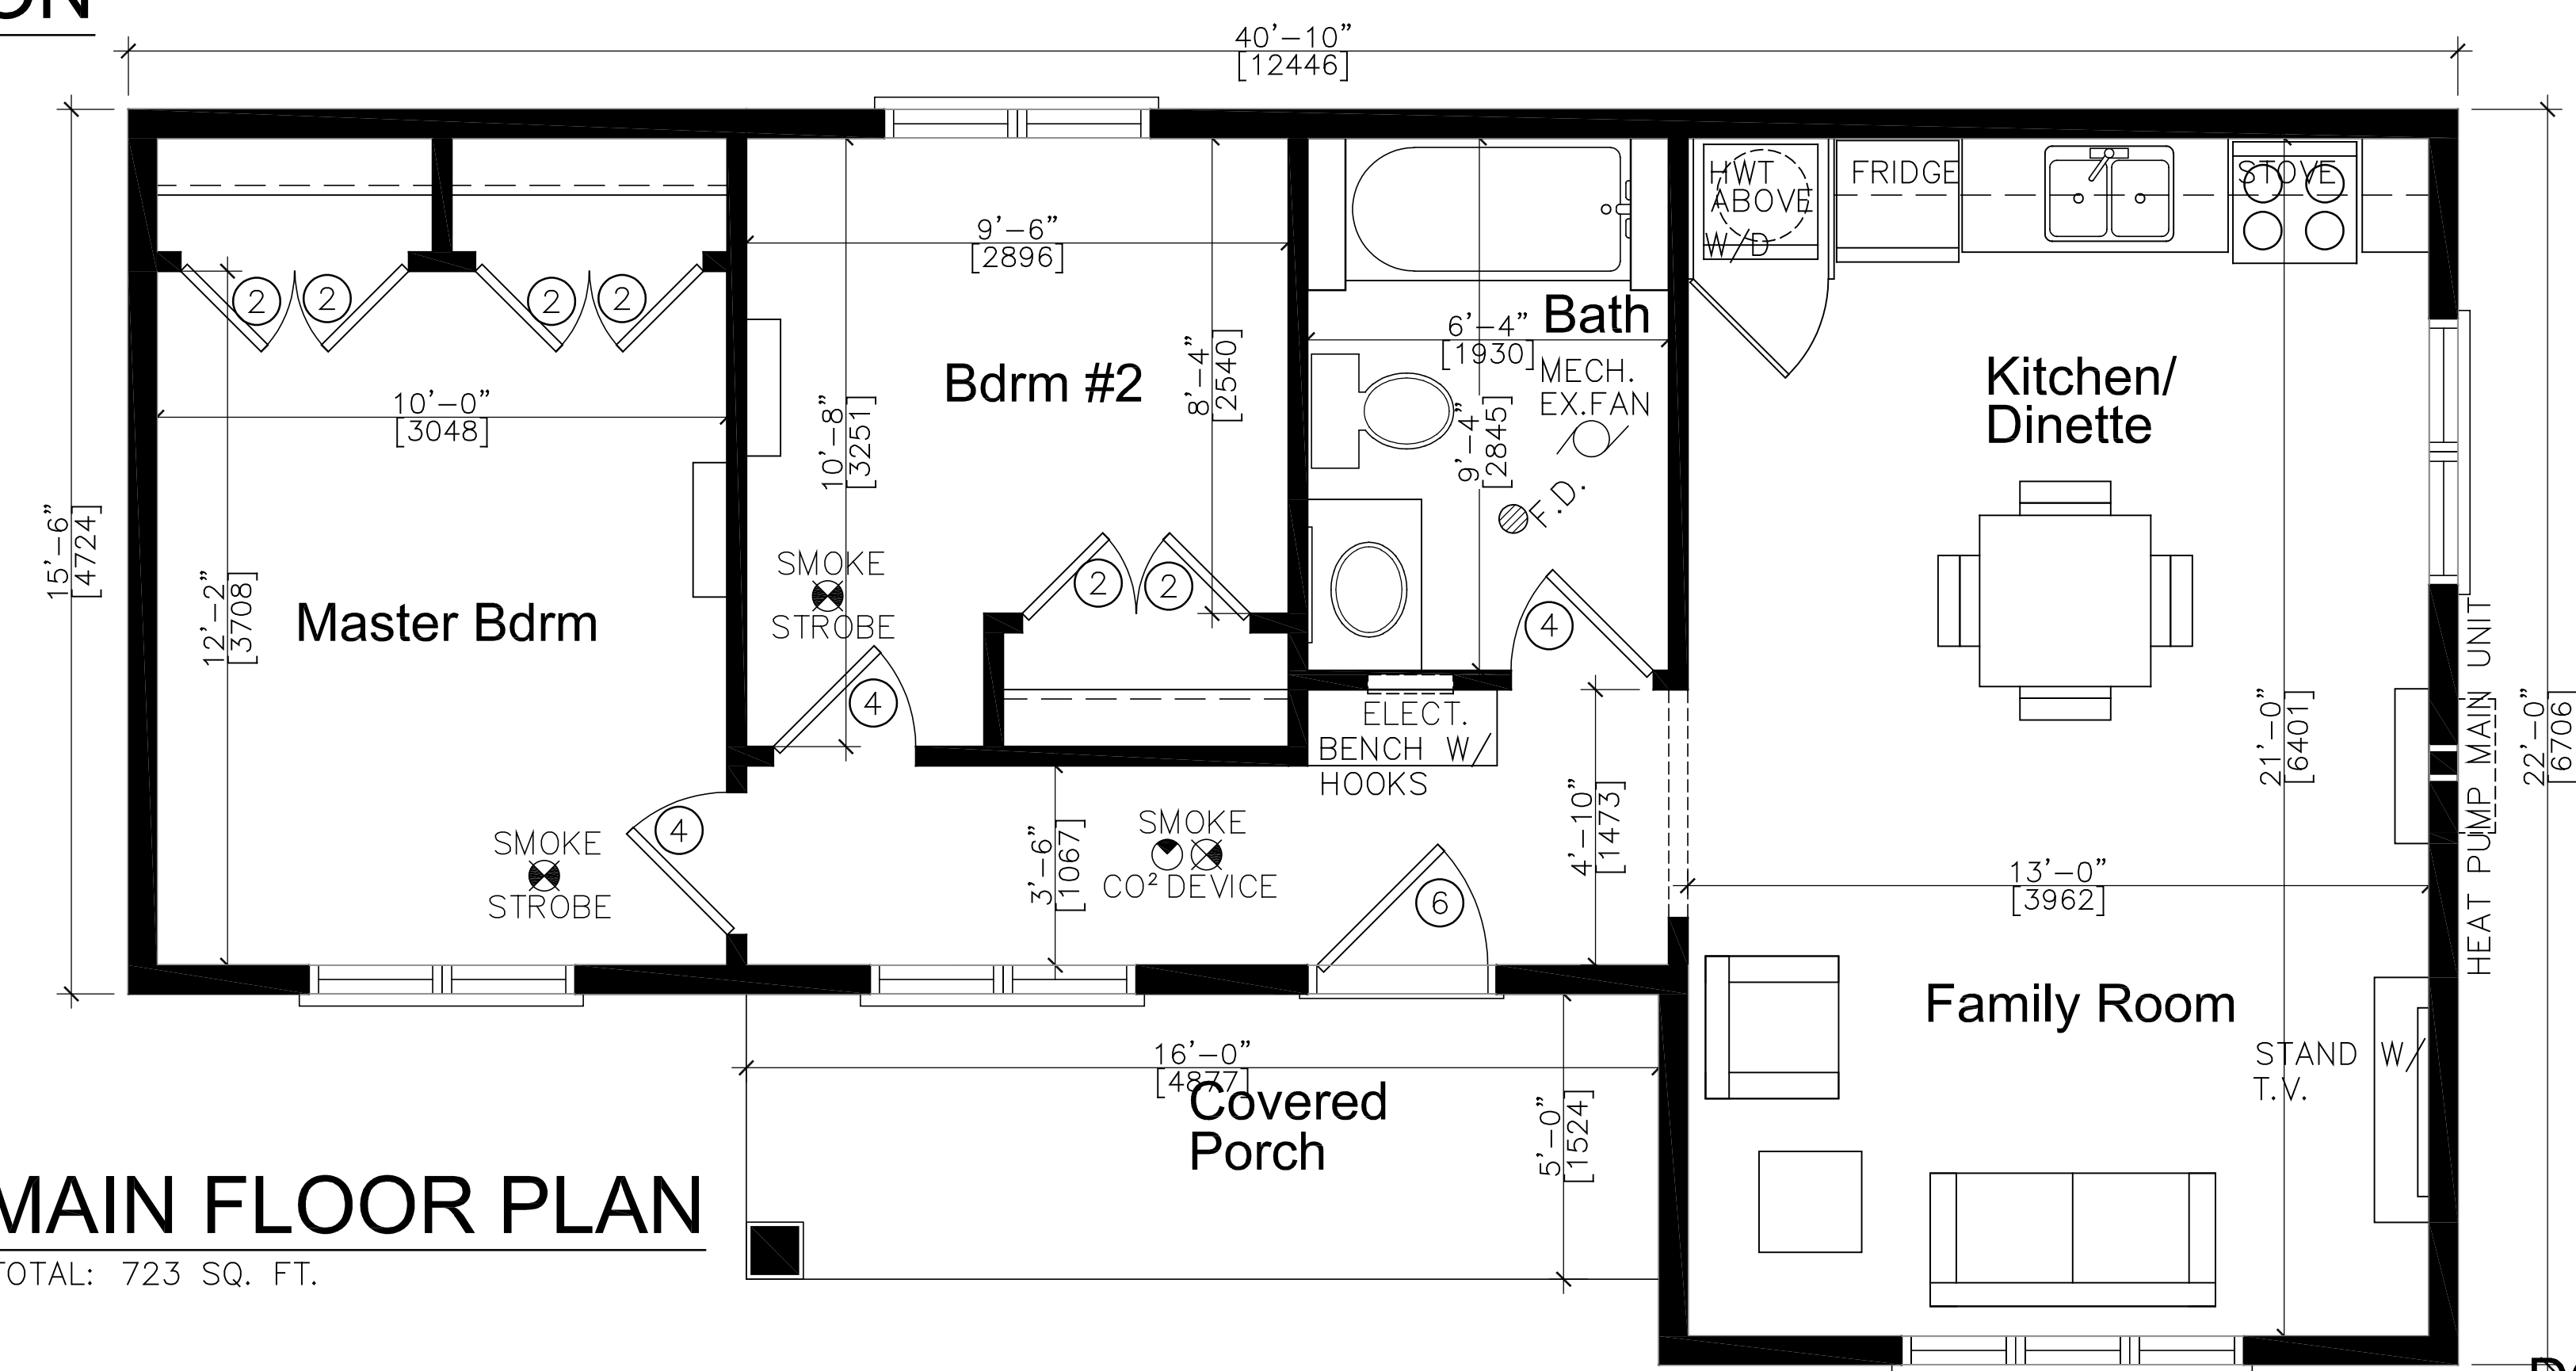 ON
40'-10"
[12446]
15'-6"
[4724]
22'-0"
[6706]
2
2
2
2
10'-0"
[3048]
12'-2"
[3708]
Master Bdrm
SMOKE
STROBE
4
9'-6"
[2896]
10'-8"
[3251]
8'-4"
[2540]
Bdrm #2
SMOKE
STROBE
2
2
4
Bath
6'-4"
[1930]
MECH.
EX.FAN
9'-4"
[2845]
F.D.
4
ELECT.
BENCH W/
HOOKS
3'-6"
[1067]
SMOKE
CO² DEVICE
4'-10"
[1473]
6
HWT
ABOVE
W/D
FRIDGE
STOVE
Kitchen/
Dinette
21'-0"
[6401]
HEAT PUMP MAIN UNIT
13'-0"
[3962]
Family Room
STAND W/
T.V.
16'-0"
[4877]
Covered
Porch
5'-0"
[1524]
MAIN FLOOR PLAN
TOTAL: 723 SQ. FT.